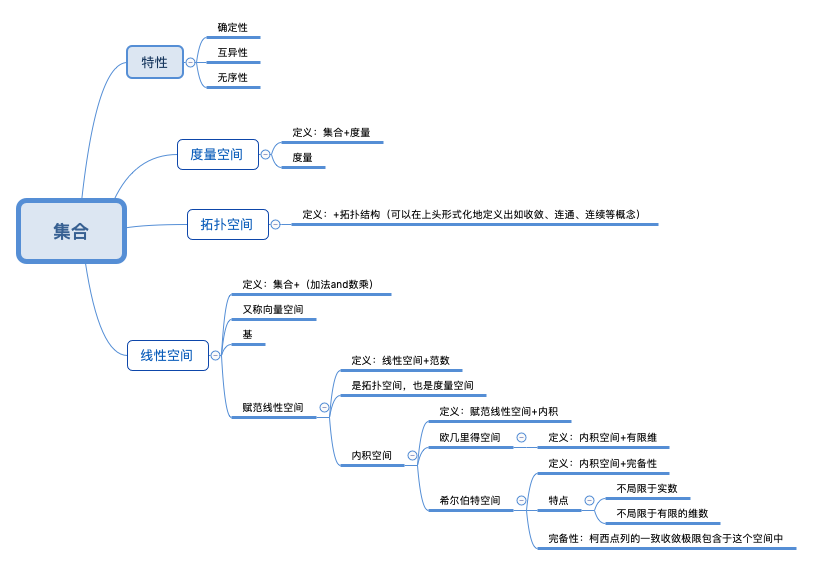 集合
特性
确定性
互异性
无序性
度量空间
定义：集合+度量
度量
拓扑空间
定义：+拓扑结构（可以在上头形式化地定义出如收敛、连通、连续等概念）
线性空间
定义：集合+（加法and数乘）
又称向量空间
基
赋范线性空间
定义：线性空间+范数
是拓扑空间，也是度量空间
内积空间
定义：赋范线性空间+内积
欧几里得空间
定义：内积空间+有限维
希尔伯特空间
定义：内积空间+完备性
特点
不局限于实数
不局限于有限的维数
完备性：柯西点列的一致收敛极限包含于这个空间中